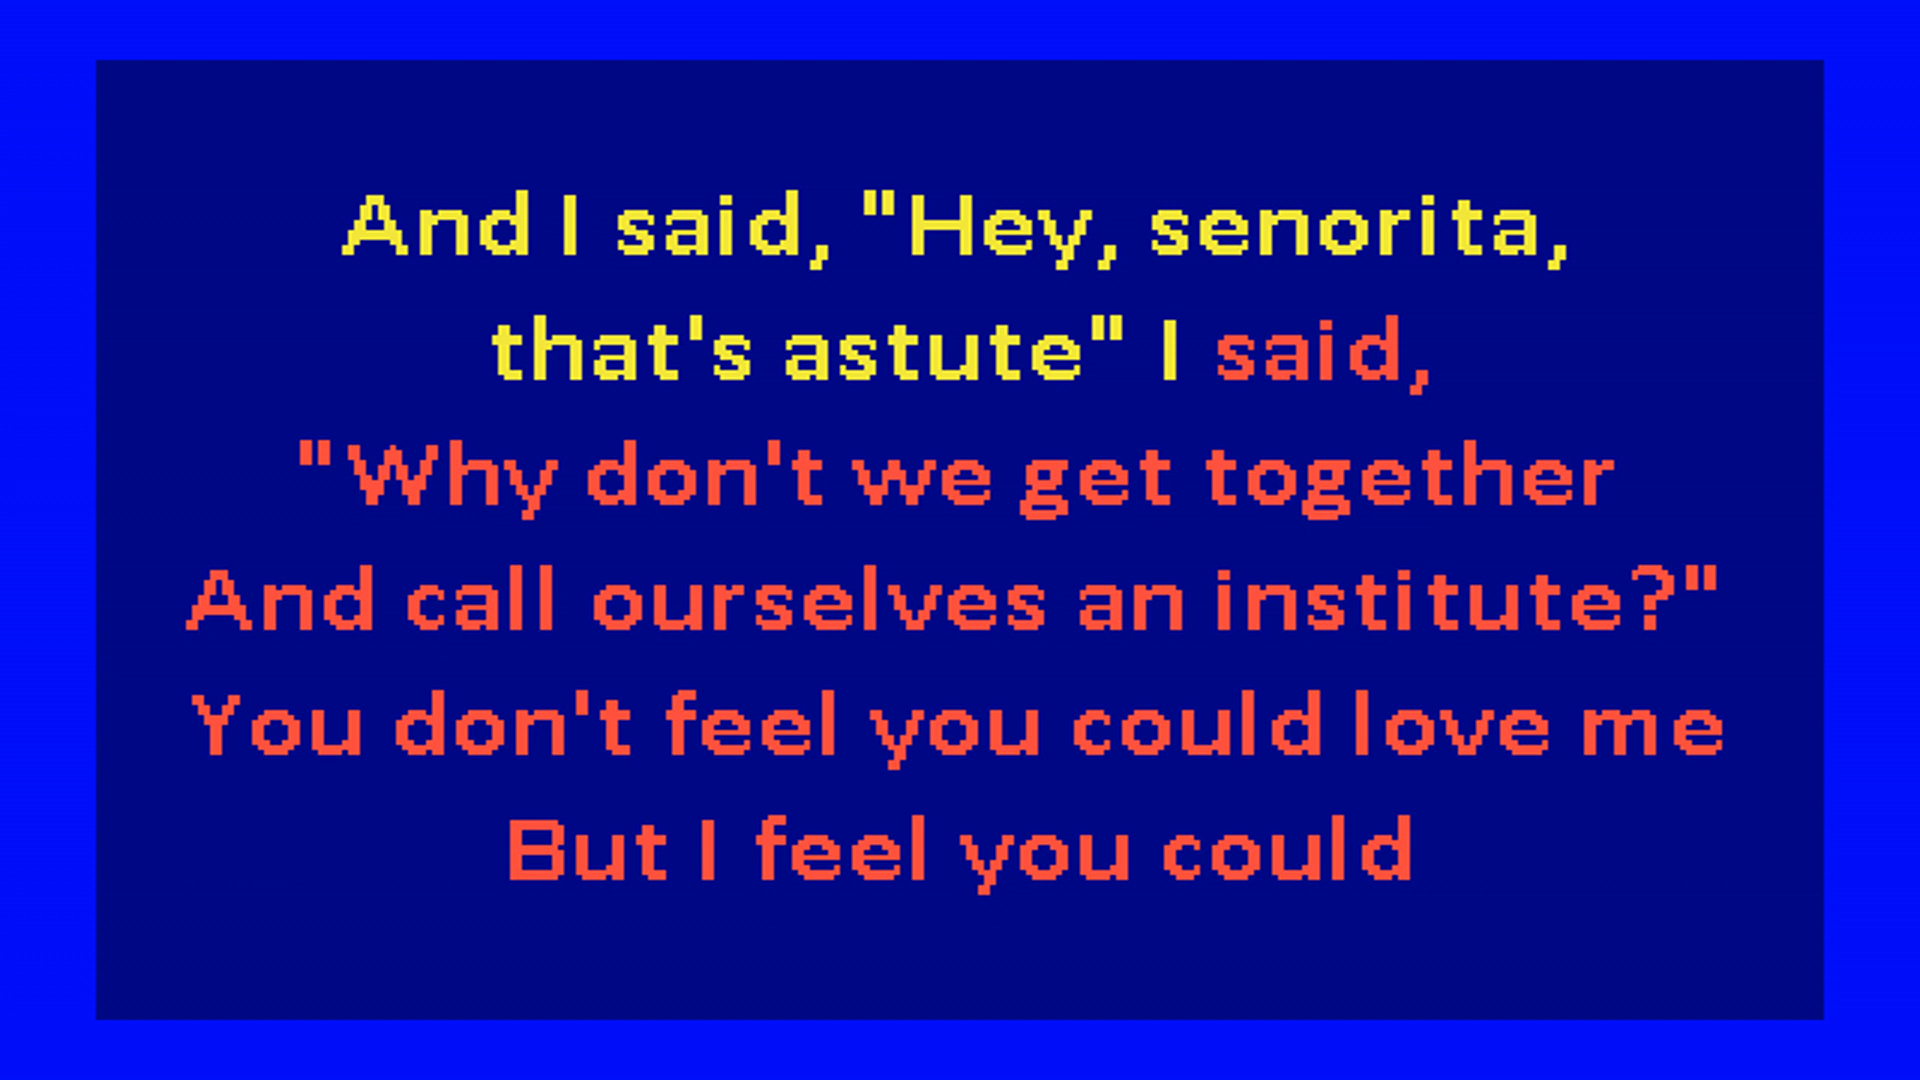 And I said, "Hey, senorita,
that's astute" I said,
"Why don't we get together
And call ourselves an institute?"
You don't feel you could love me
But I feel you could